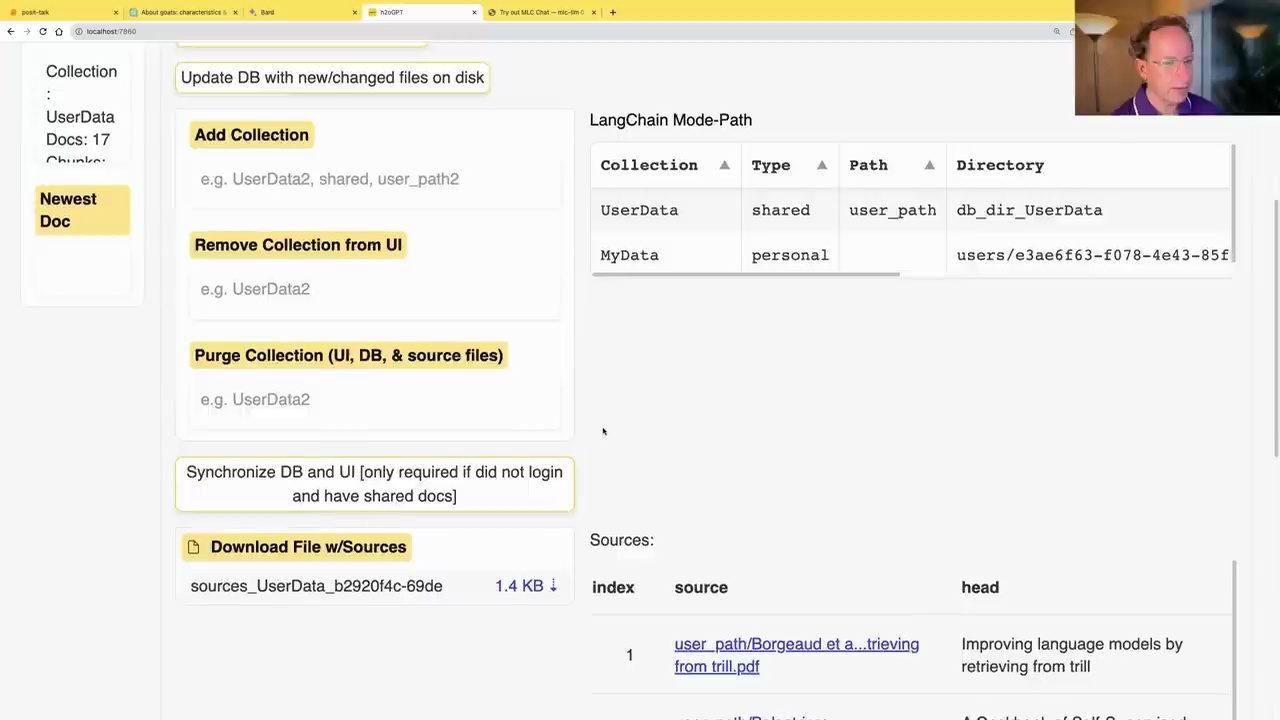 posit-talk
About goats: characteristics &
Bard
h2oGPT
Try out MLC Chat — mlc-llm
localhost:7860
Collection
:
UserData
Docs: 17
Chunks:
Newest
Doc
Update DB with new/changed files on disk
Add Collection
e.g. UserData2, shared, user_path2
Remove Collection from UI
e.g. UserData2
Purge Collection (UI, DB, & source files)
e.g. UserData2
Synchronize DB and UI [only required if did not login
and have shared docs]
Download File w/Sources
sources_UserData_b2920f4c-69de 1.4 KB ⇣
LangChain Mode-Path
Collection ▲ Type ▲ Path ▲ Directory
UserData shared user_path db_dir_UserData
MyData personal users/e3ae6f63-f078-4e43-85f
Sources:
index source head
1 user_path/Borgeaud et a...trieving
from trill.pdf
Improving language models by
retrieving from trill